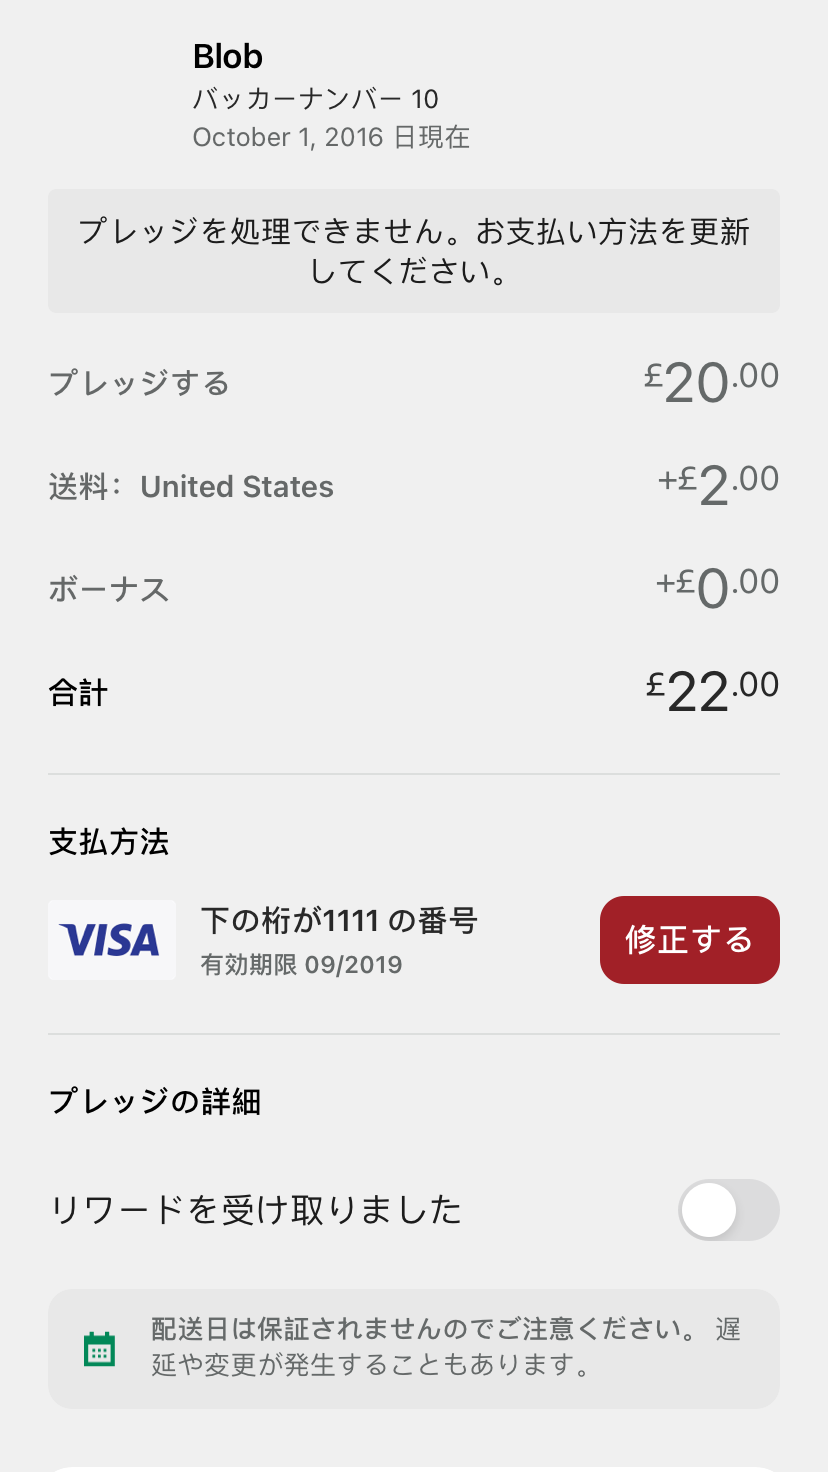 Blob
バッカーナンバー 10
October 1, 2016 日現在
プレッジを処理できません。お支払い方法を更新
してください。
プレッジする
£20.00
送料： United States
+£2.00
ボーナス
+£0.00
合計
£22.00
支払方法
VISA
下の桁が1111 の番号
有効期限 09/2019
修正する
プレッジの詳細
リワードを受け取りました
配送日は保証されませんのでご注意ください。 遅
延や変更が発生することもあります。